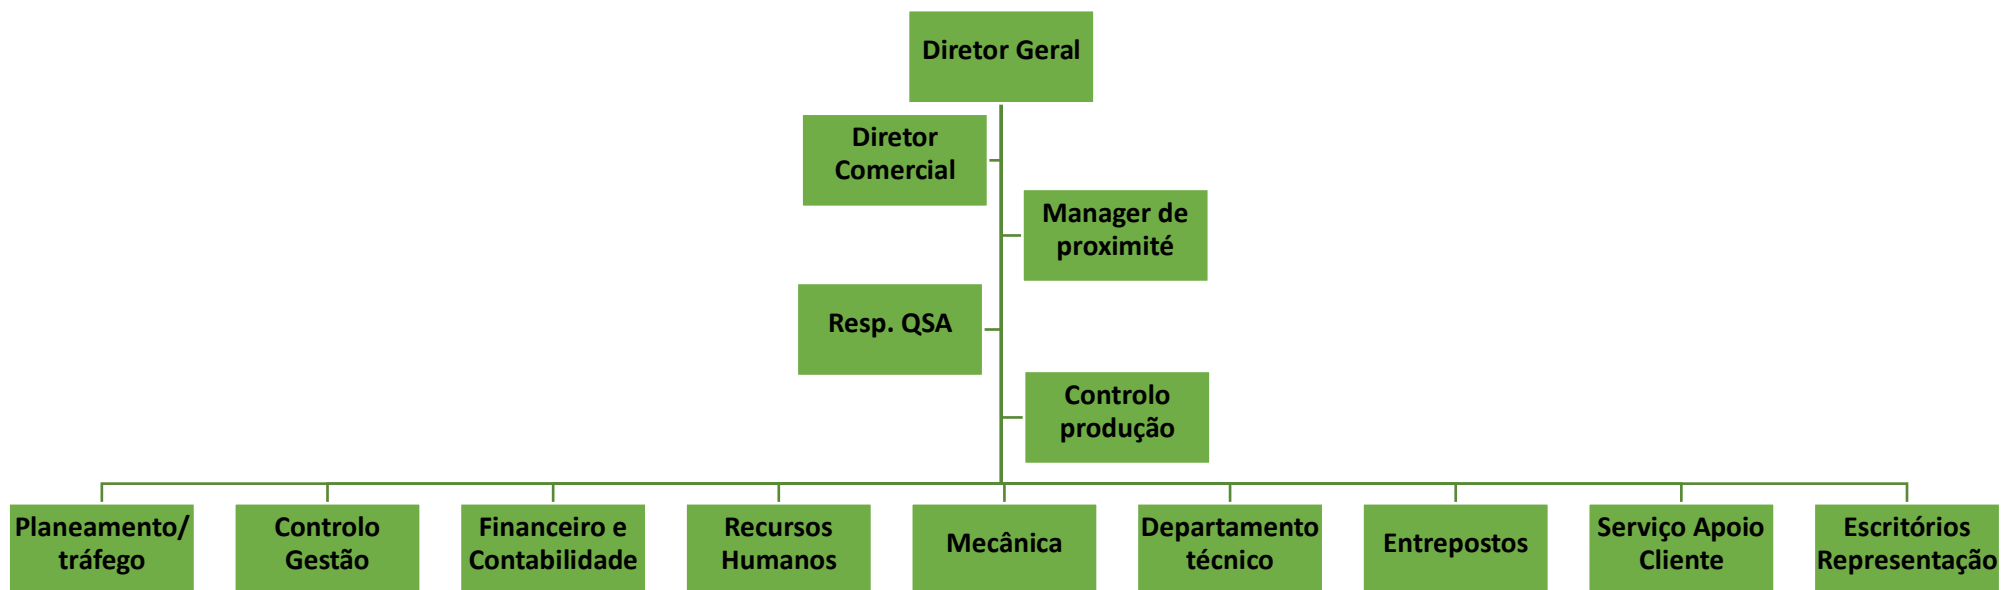 Diretor Geral
Diretor
Comercial
Manager de
proximité
Resp. QSA
Controlo
produção
Planeamento/
tráfego
Controlo
Gestão
Financeiro e
Contabilidade
Recursos
Humanos
Mecânica
Departamento
técnico
Entrepostos
Serviço Apoio
Cliente
Escritórios
Representação